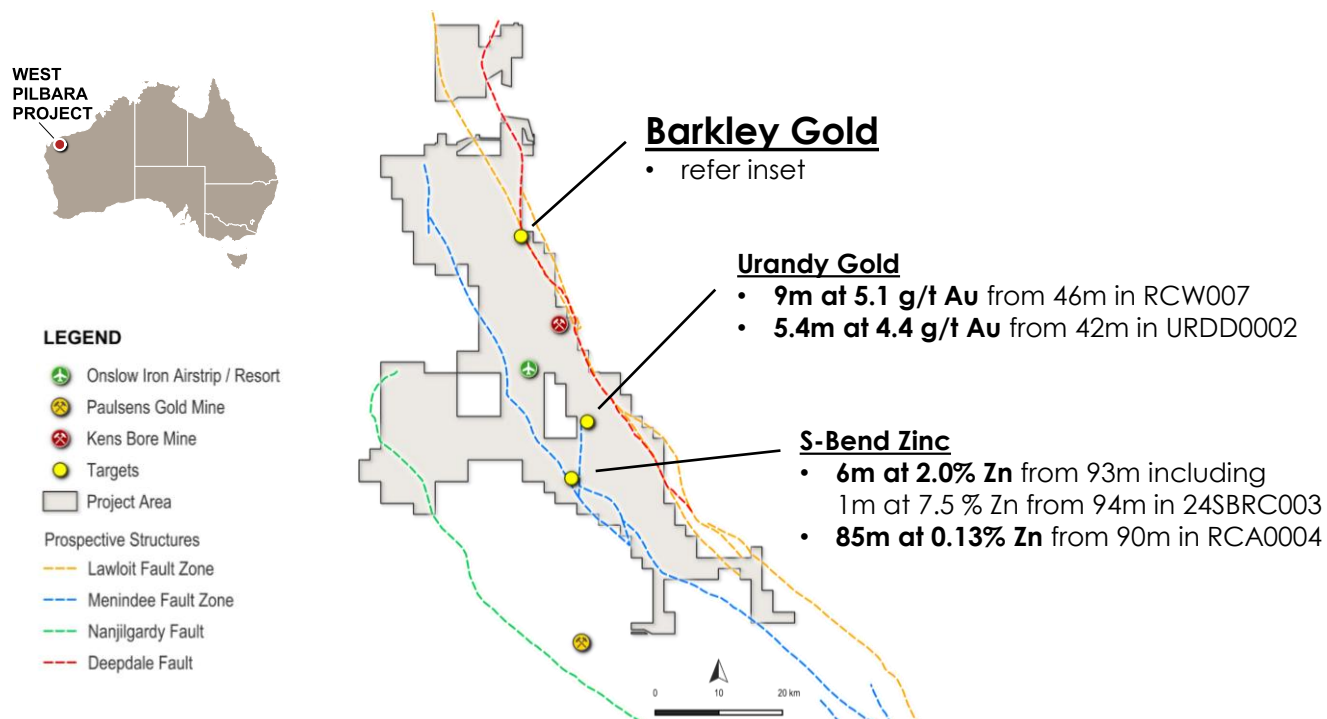 WEST
PILBARA
PROJECT
Barkley Gold
• refer inset
Urandy Gold
• 9m at 5.1 g/t Au from 46m in RCW007
• 5.4m at 4.4 g/t Au from 42m in URDD0002
S-Bend Zinc
• 6m at 2.0% Zn from 93m including
1m at 7.5 % Zn from 94m in 24SBRC003
• 85m at 0.13% Zn from 90m in RCA0004
LEGEND
Onslow Iron Airstrip / Resort
Paulsens Gold Mine
Kens Bore Mine
Targets
Project Area
Prospective Structures
Lawloit Fault Zone
Menindee Fault Zone
Nanjilgardy Fault
Deepdale Fault
0 10 20 km